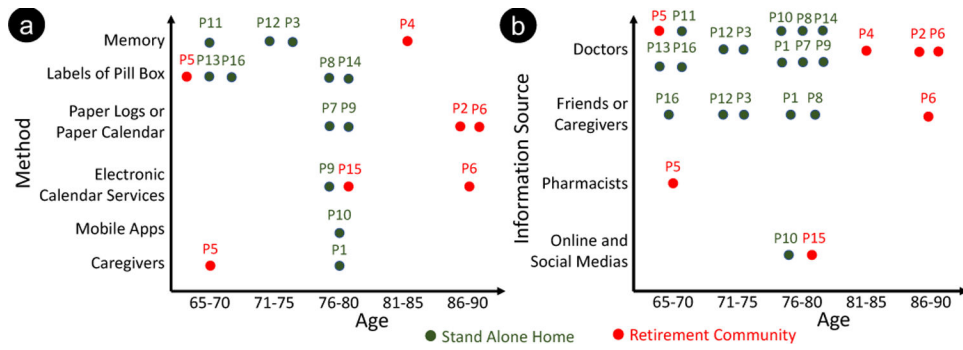 a
Method
P11
P12 P3
P4
Memory
P5 P13 P16
P8 P14
Labels of Pill Box
P7 P9
P2 P6
Paper Logs or
Paper Calendar
P9 P15
P6
Electronic
Calendar Services
P10
Mobile Apps
P5
P1
Caregivers
65-70 71-75 76-80 81-85 86-90
Age
b
Information Source
P5 P11
P10 P8 P14
P12 P3
P4
P2 P6
Doctors
P13 P16
P1 P7 P9
P16
P12 P3
P1 P8
P6
Friends or
Caregivers
P5
Pharmacists
P10 P15
Online and
Social Medias
65-70 71-75 76-80 81-85 86-90
Age
Stand Alone Home
Retirement Community